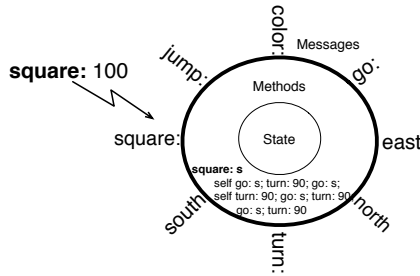 color:
Messages
jump:
go:
square: 100
Methods
square:
State
east
square: s
self go: s; turn: 90; go: s;
self turn: 90; go: s; turn: 90
go: s; turn: 90
south
north
turn: